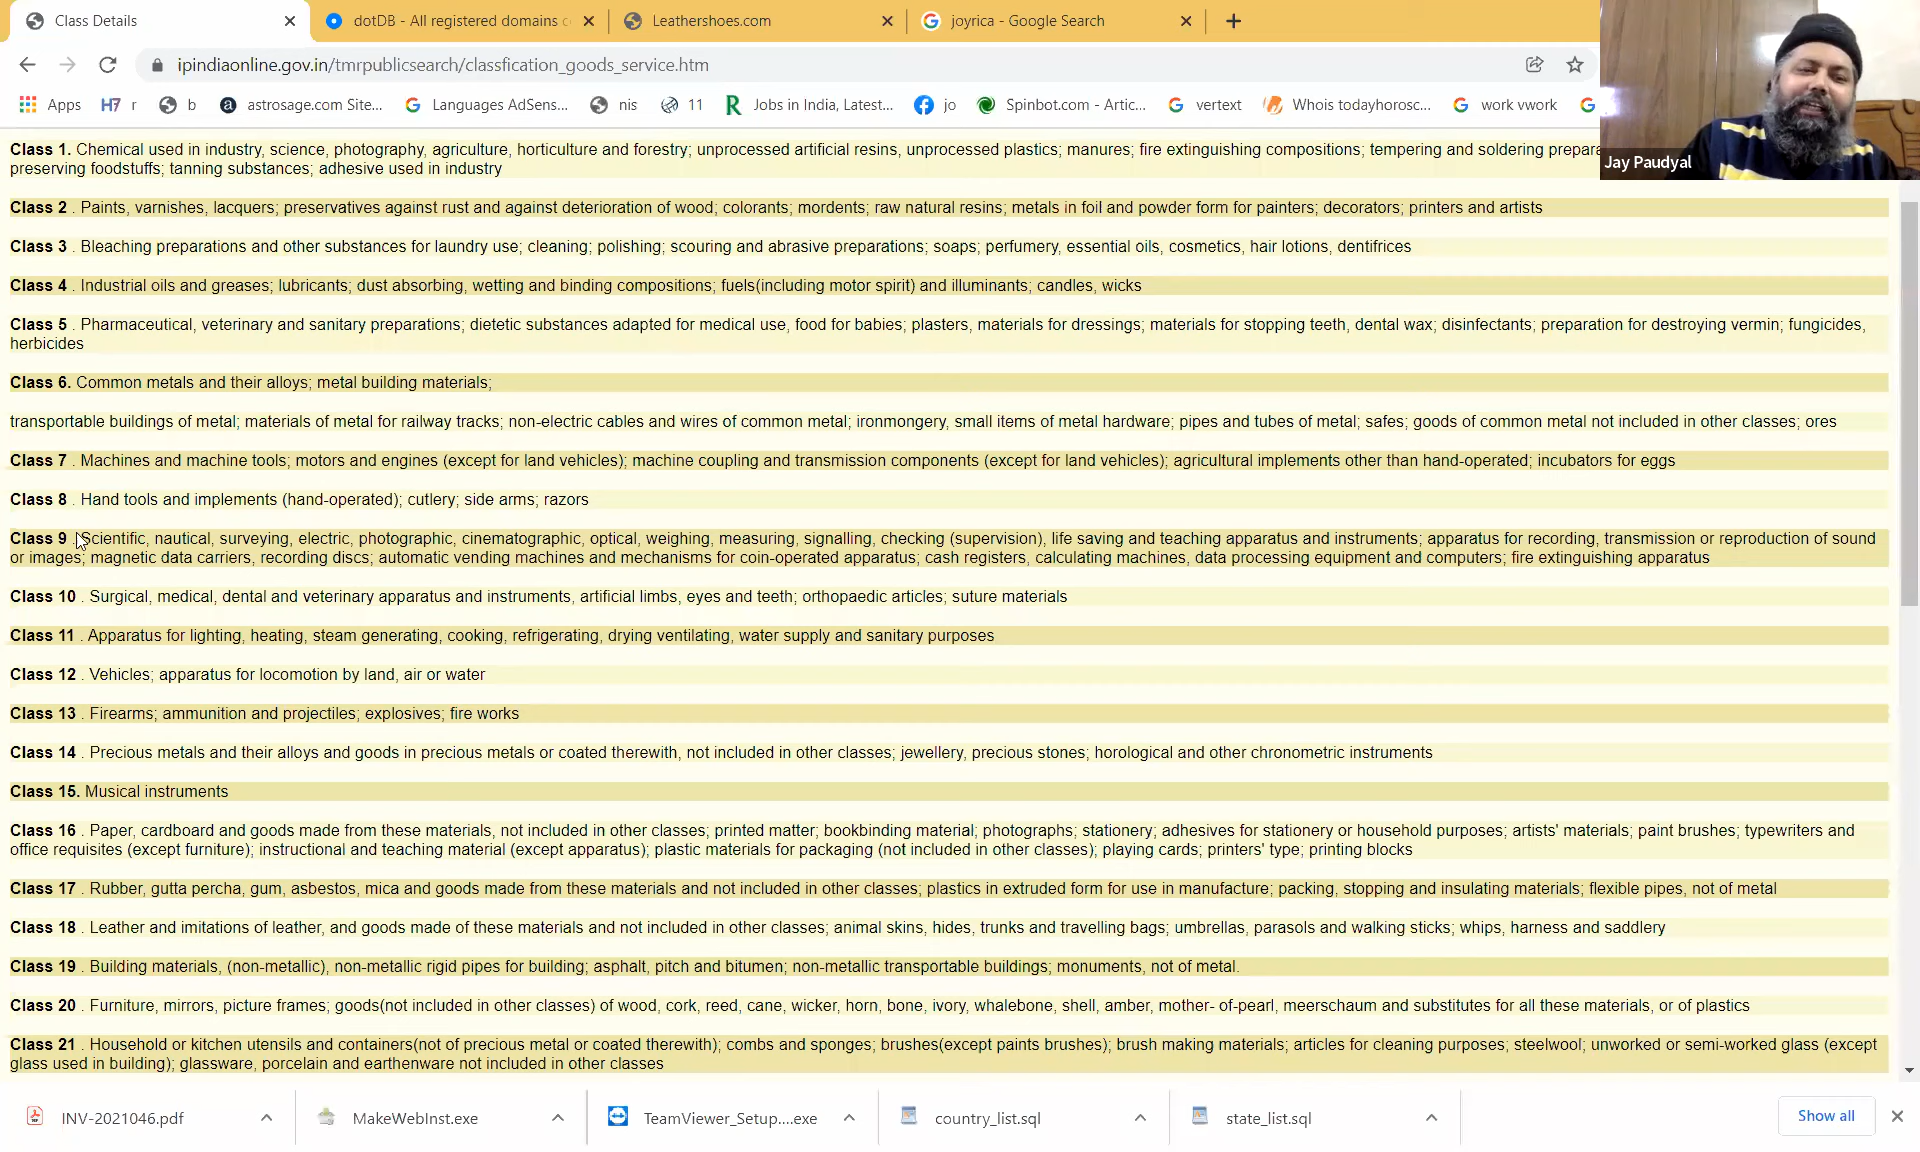 Class Details
dotDB - All registered domains c
Leathershoes.com
joyrica - Google Search
ipindiaonline.gov.in/tmrpublicsearch/classfication_goods_service.htm
Apps
H7 r
b
a astrosage.com Site...
G Languages AdSens...
nis
11
R Jobs in India, Latest...
jo
Spinbot.com - Artic...
G vertext
Whois todayhorosc...
G work vwork
G
Jay Paudyal
Class 1. Chemical used in industry, science, photography, agriculture, horticulture and forestry; unprocessed artificial resins, unprocessed plastics; manures; fire extinguishing compositions; tempering and soldering prepara
preserving foodstuffs; tanning substances; adhesive used in industry
Class 2 . Paints, varnishes, lacquers; preservatives against rust and against deterioration of wood; colorants; mordents; raw natural resins; metals in foil and powder form for painters; decorators; printers and artists
Class 3 . Bleaching preparations and other substances for laundry use; cleaning; polishing; scouring and abrasive preparations; soaps; perfumery, essential oils, cosmetics, hair lotions, dentifrices
Class 4 . Industrial oils and greases; lubricants; dust absorbing, wetting and binding compositions; fuels(including motor spirit) and illuminants; candles, wicks
Class 5 . Pharmaceutical, veterinary and sanitary preparations; dietetic substances adapted for medical use, food for babies; plasters, materials for dressings; materials for stopping teeth, dental wax; disinfectants; preparation for destroying vermin; fungicides,
herbicides
Class 6. Common metals and their alloys; metal building materials;
transportable buildings of metal; materials of metal for railway tracks; non-electric cables and wires of common metal; ironmongery, small items of metal hardware; pipes and tubes of metal; safes; goods of common metal not included in other classes; ores
Class 7 . Machines and machine tools; motors and engines (except for land vehicles); machine coupling and transmission components (except for land vehicles); agricultural implements other than hand-operated; incubators for eggs
Class 8 . Hand tools and implements (hand-operated); cutlery; side arms; razors
Class 9 . Scientific, nautical, surveying, electric, photographic, cinematographic, optical, weighing, measuring, signalling, checking (supervision), life saving and teaching apparatus and instruments; apparatus for recording, transmission or reproduction of sound
or images; magnetic data carriers, recording discs; automatic vending machines and mechanisms for coin-operated apparatus; cash registers, calculating machines, data processing equipment and computers; fire extinguishing apparatus
Class 10 . Surgical, medical, dental and veterinary apparatus and instruments, artificial limbs, eyes and teeth; orthopaedic articles; suture materials
Class 11 . Apparatus for lighting, heating, steam generating, cooking, refrigerating, drying ventilating, water supply and sanitary purposes
Class 12 . Vehicles; apparatus for locomotion by land, air or water
Class 13 . Firearms; ammunition and projectiles; explosives; fire works
Class 14 . Precious metals and their alloys and goods in precious metals or coated therewith, not included in other classes; jewellery, precious stones; horological and other chronometric instruments
Class 15. Musical instruments
Class 16 . Paper, cardboard and goods made from these materials, not included in other classes; printed matter; bookbinding material; photographs; stationery; adhesives for stationery or household purposes; artists' materials; paint brushes; typewriters and
office requisites (except furniture); instructional and teaching material (except apparatus); plastic materials for packaging (not included in other classes); playing cards; printers' type; printing blocks
Class 17 . Rubber, gutta percha, gum, asbestos, mica and goods made from these materials and not included in other classes; plastics in extruded form for use in manufacture; packing, stopping and insulating materials; flexible pipes, not of metal
Class 18 . Leather and imitations of leather, and goods made of these materials and not included in other classes; animal skins, hides, trunks and travelling bags; umbrellas, parasols and walking sticks; whips, harness and saddlery
Class 19 . Building materials, (non-metallic), non-metallic rigid pipes for building; asphalt, pitch and bitumen; non-metallic transportable buildings; monuments, not of metal.
Class 20 . Furniture, mirrors, picture frames; goods(not included in other classes) of wood, cork, reed, cane, wicker, horn, bone, ivory, whalebone, shell, amber, mother- of-pearl, meerschaum and substitutes for all these materials, or of plastics
Class 21 . Household or kitchen utensils and containers(not of precious metal or coated therewith); combs and sponges; brushes(except paints brushes); brush making materials; articles for cleaning purposes; steelwool; unworked or semi-worked glass (except
glass used in building); glassware, porcelain and earthenware not included in other classes
INV-2021046.pdf
MakeWebInst.exe
TeamViewer_Setup....exe
country_list.sql
state_list.sql
Show all